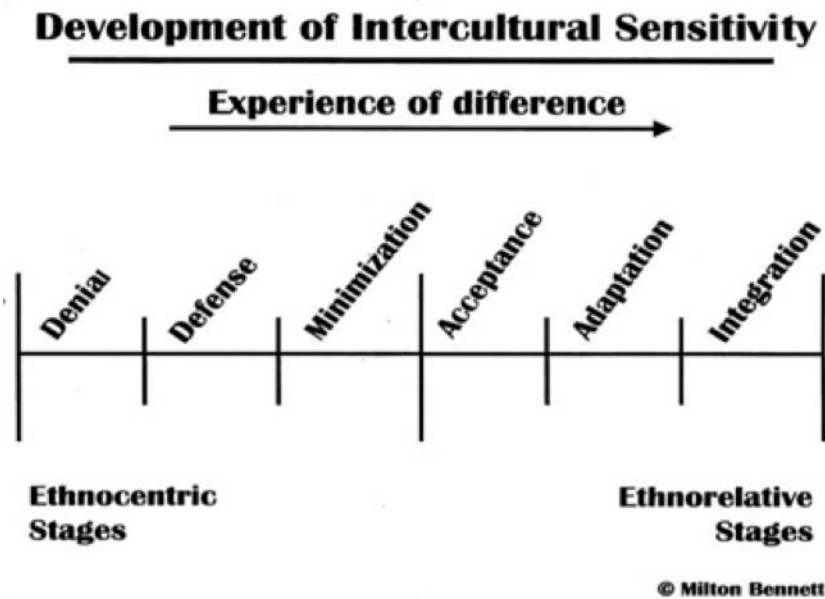 Development of Intercultural Sensitivity
Experience of difference
Denial
Defense
Minimization
Acceptance
Adaptation
Integration
Ethnocentric
Stages
Ethnorelative
Stages
© Milton Bennett